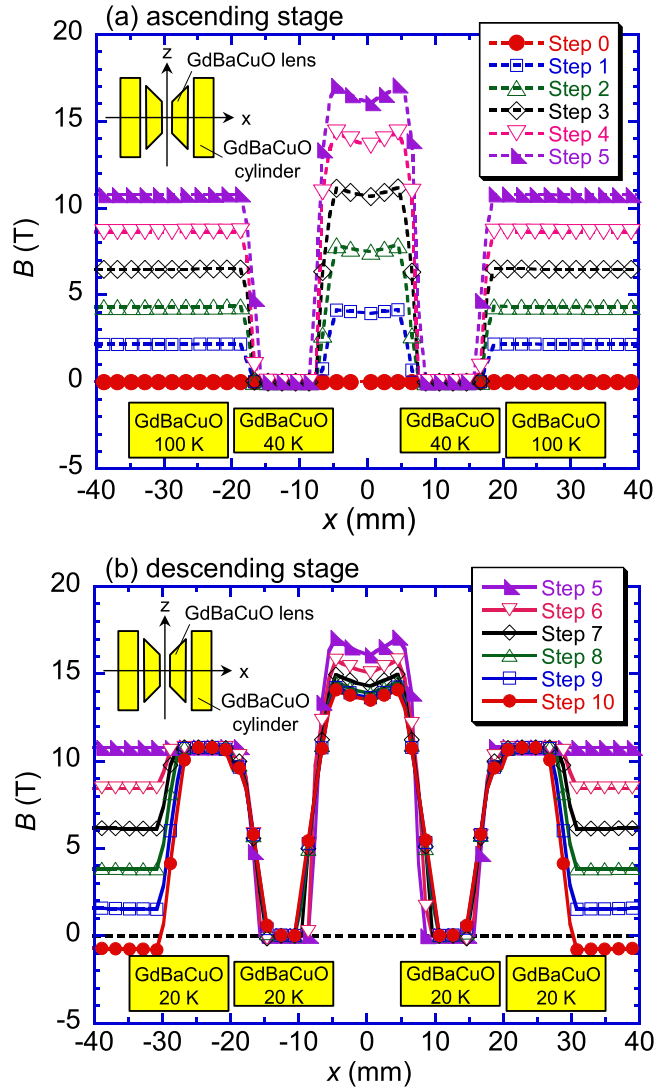 (a) ascending stage
20
15
10
5
0
-5
B (T)
z
GdBaCuO lens
x
GdBaCuO
cylinder
Step 0
Step 1
Step 2
Step 3
Step 4
Step 5
GdBaCuO
100 K
GdBaCuO
40 K
GdBaCuO
40 K
GdBaCuO
100 K
-40 -30 -20 -10 0 10 20 30 40
x (mm)
(b) descending stage
20
15
10
5
0
-5
B (T)
z
GdBaCuO lens
x
GdBaCuO
cylinder
Step 5
Step 6
Step 7
Step 8
Step 9
Step 10
GdBaCuO
20 K
GdBaCuO
20 K
GdBaCuO
20 K
GdBaCuO
20 K
-40 -30 -20 -10 0 10 20 30 40
x (mm)